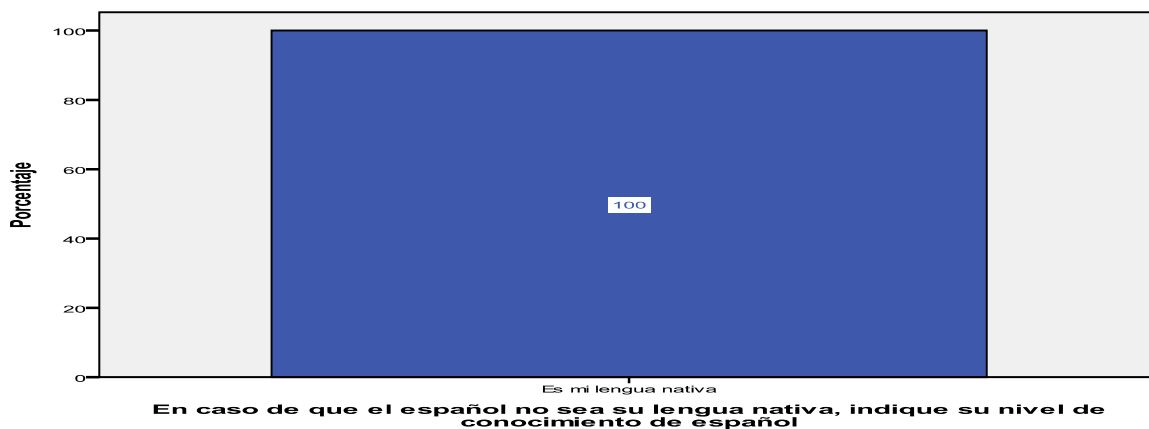 100
80
60
40
20
0
Porcentaje
100
Es mi lengua nativa
En caso de que el español no sea su lengua nativa, indique su nivel de
conocimiento de español